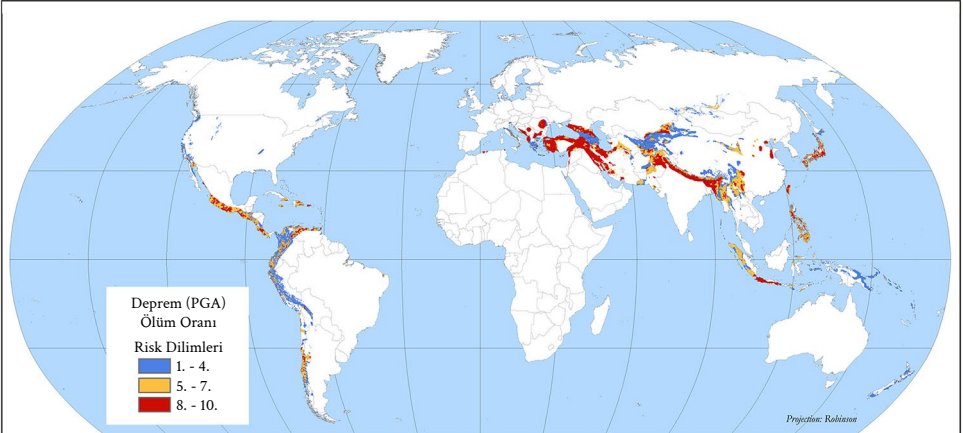 Deprem (PGA)
Ölüm Oranı
Risk Dilimleri
1. - 4.
5. - 7.
8. - 10.
Projection: Robinson